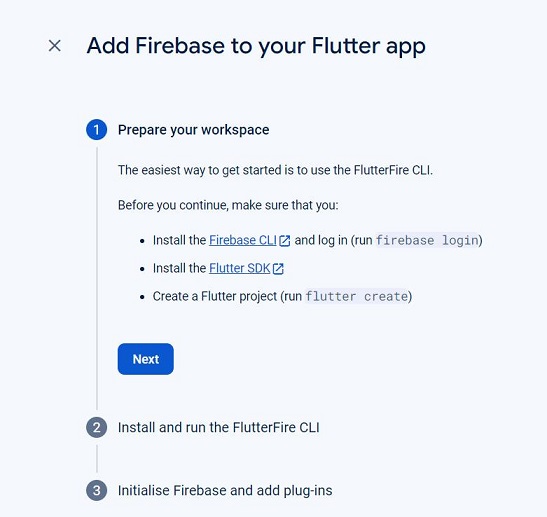 Add Firebase to your Flutter app
1 Prepare your workspace
The easiest way to get started is to use the FlutterFire CLI.
Before you continue, make sure that you:
• Install the Firebase CLI and log in (run firebase login)
• Install the Flutter SDK
• Create a Flutter project (run flutter create)
Next
2 Install and run the FlutterFire CLI
3 Initialise Firebase and add plug-ins